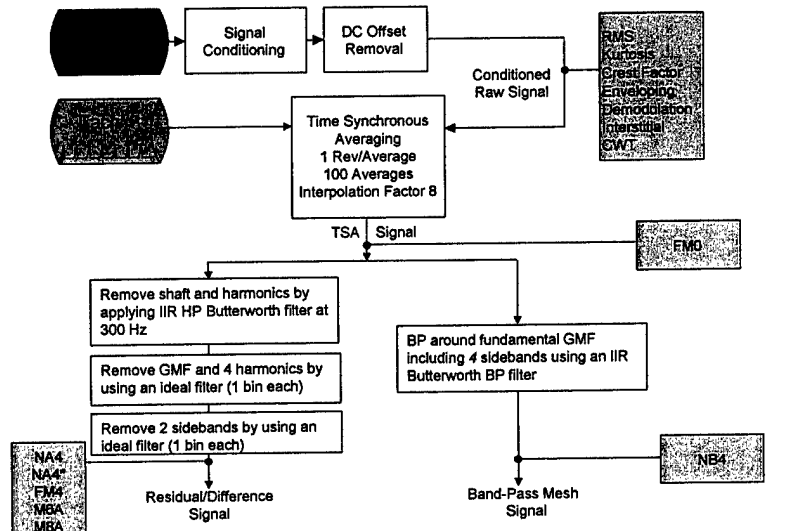 Signal
Conditioning
DC Offset
Removal
Conditioned
Raw Signal
RMS
Kurtosis
Crest Factor
Enveloping
Demodulation
Interstitial
CWT
Time Synchronous
Averaging
1 Rev/Average
100 Averages
Interpolation Factor 8
TSA Signal
FM0
Remove shaft and harmonics by
applying IIR HP Butterworth filter at
300 Hz
Remove GMF and 4 harmonics by
using an ideal filter (1 bin each)
Remove 2 sidebands by using an
ideal filter (1 bin each)
BP around fundamental GMF
including 4 sidebands using an IIR
Butterworth BP filter
NA4
NA4*
FM4
M6A
M8A
Residual/Difference
Signal
NB4
Band-Pass Mesh
Signal